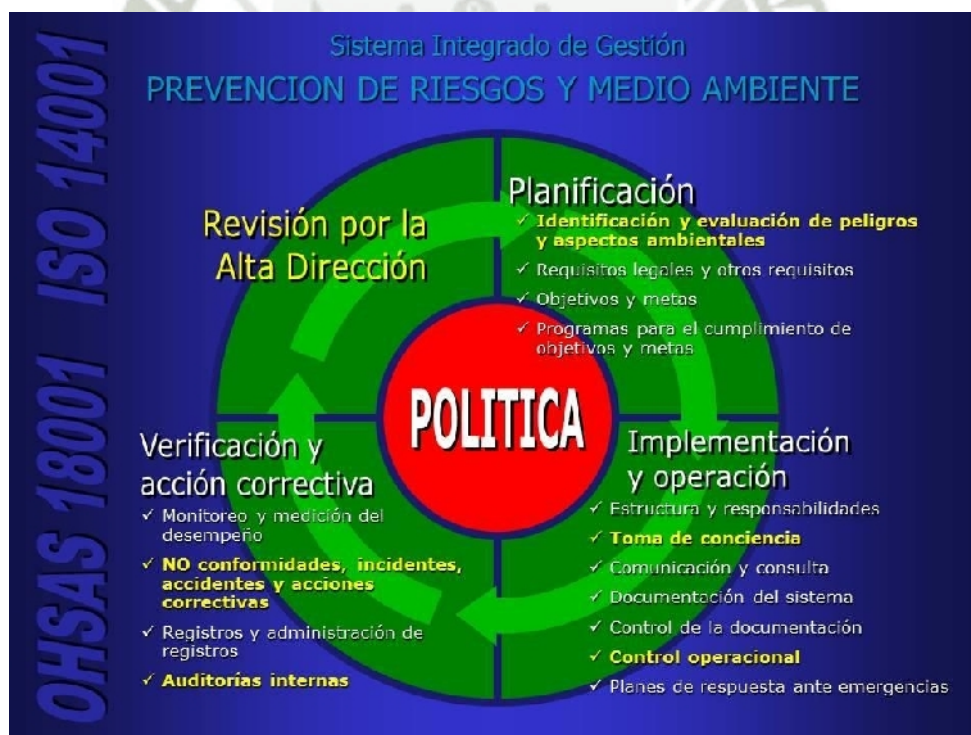 Sistema Integrado de Gestión
PREVENCION DE RIESGOS Y MEDIO AMBIENTE
OHSAS 18001 ISO 14001
Revisión por la
Alta Dirección
Planificación
✓ Identificación y evaluación de peligros
y aspectos ambientales
✓ Requisitos legales y otros requisitos
✓ Objetivos y metas
✓ Programas para el cumplimiento de
objetivos y metas
POLITICA
Verificación y
acción correctiva
✓ Monitoreo y medición del
desempeño
✓ NO conformidades, incidentes,
accidentes y acciones
correctivas
✓ Registros y administración de
registros
✓ Auditorías internas
Implementación
y operación
✓ Estructura y responsabilidades
✓ Toma de conciencia
✓ Comunicación y consulta
✓ Documentación del sistema
✓ Control de la documentación
✓ Control operacional
✓ Planes de respuesta ante emergencias